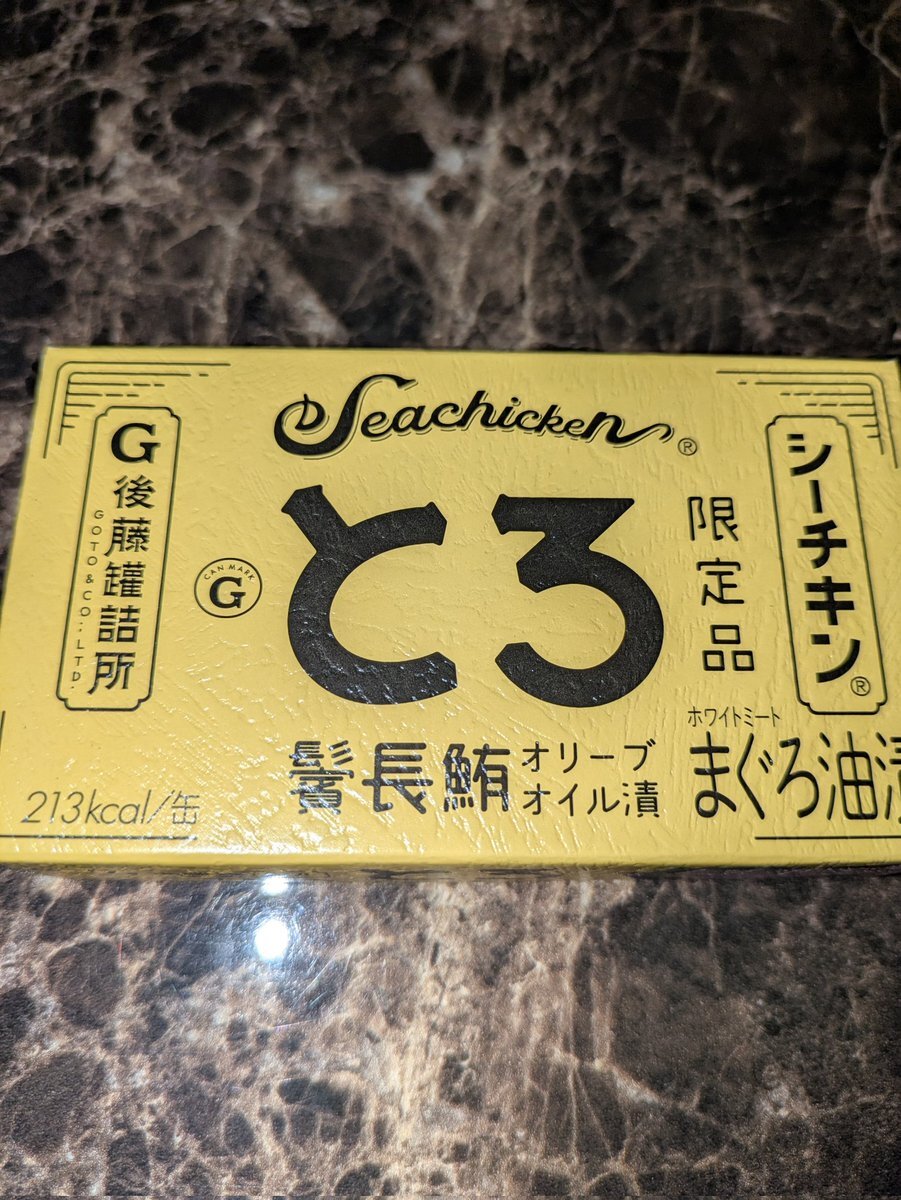 Seachicken®
シーチキン®
G後藤罐詰所
GOTO&CO.,LTD.
CAN MARK
G
とろ
限定品
ホワイトミート
鬢長鮪 オリーブオイル漬
まぐろ油漬
213kcal/缶